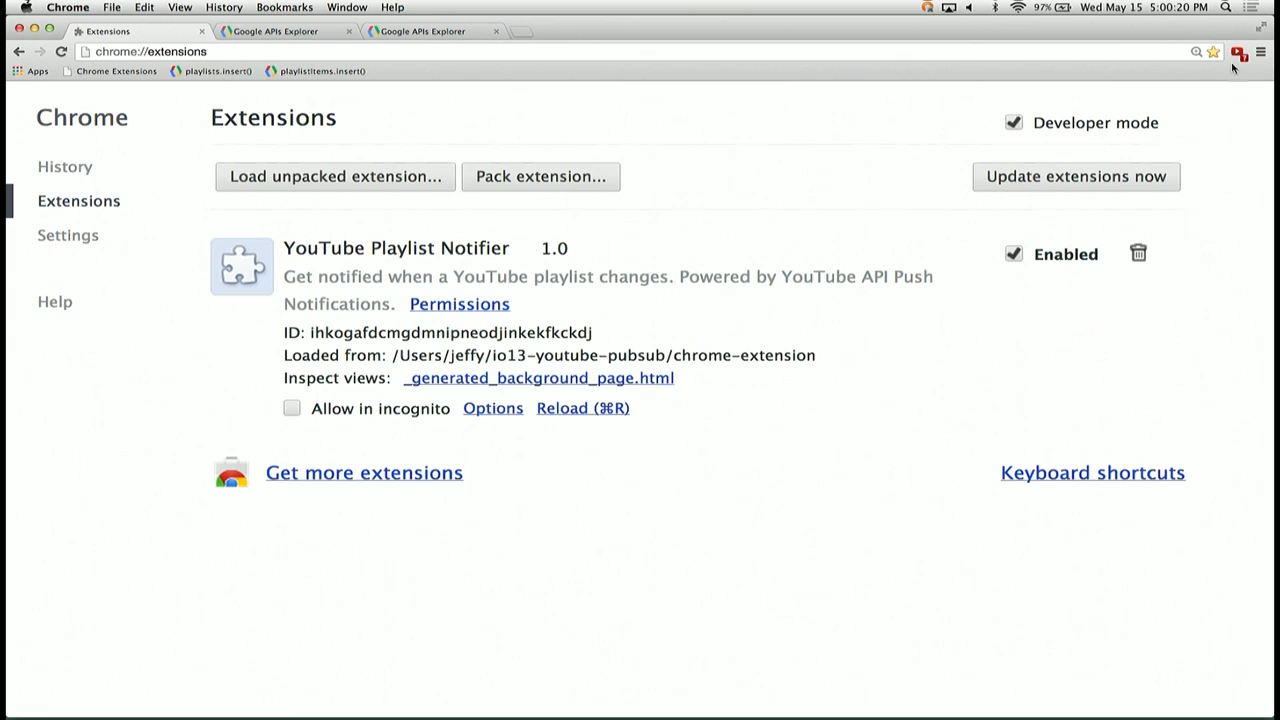 Chrome File Edit View History Bookmarks Window Help 97% Wed May 15 5:00:20 PM
Extensions Google APIs Explorer Google APIs Explorer
chrome://extensions
Apps Chrome Extensions playlists.insert() playlistItems.insert()
Chrome
History
Extensions
Settings
Help
Extensions
Developer mode
Load unpacked extension... Pack extension... Update extensions now
YouTube Playlist Notifier 1.0
Enabled
Get notified when a YouTube playlist changes. Powered by YouTube API Push
Notifications. Permissions
ID: ihkogafdcmgdmnipneodjinkekfkckdj
Loaded from: /Users/jeffy/io13-youtube-pubsub/chrome-extension
Inspect views: _generated_background_page.html
Allow in incognito Options Reload (⌘R)
Get more extensions
Keyboard shortcuts